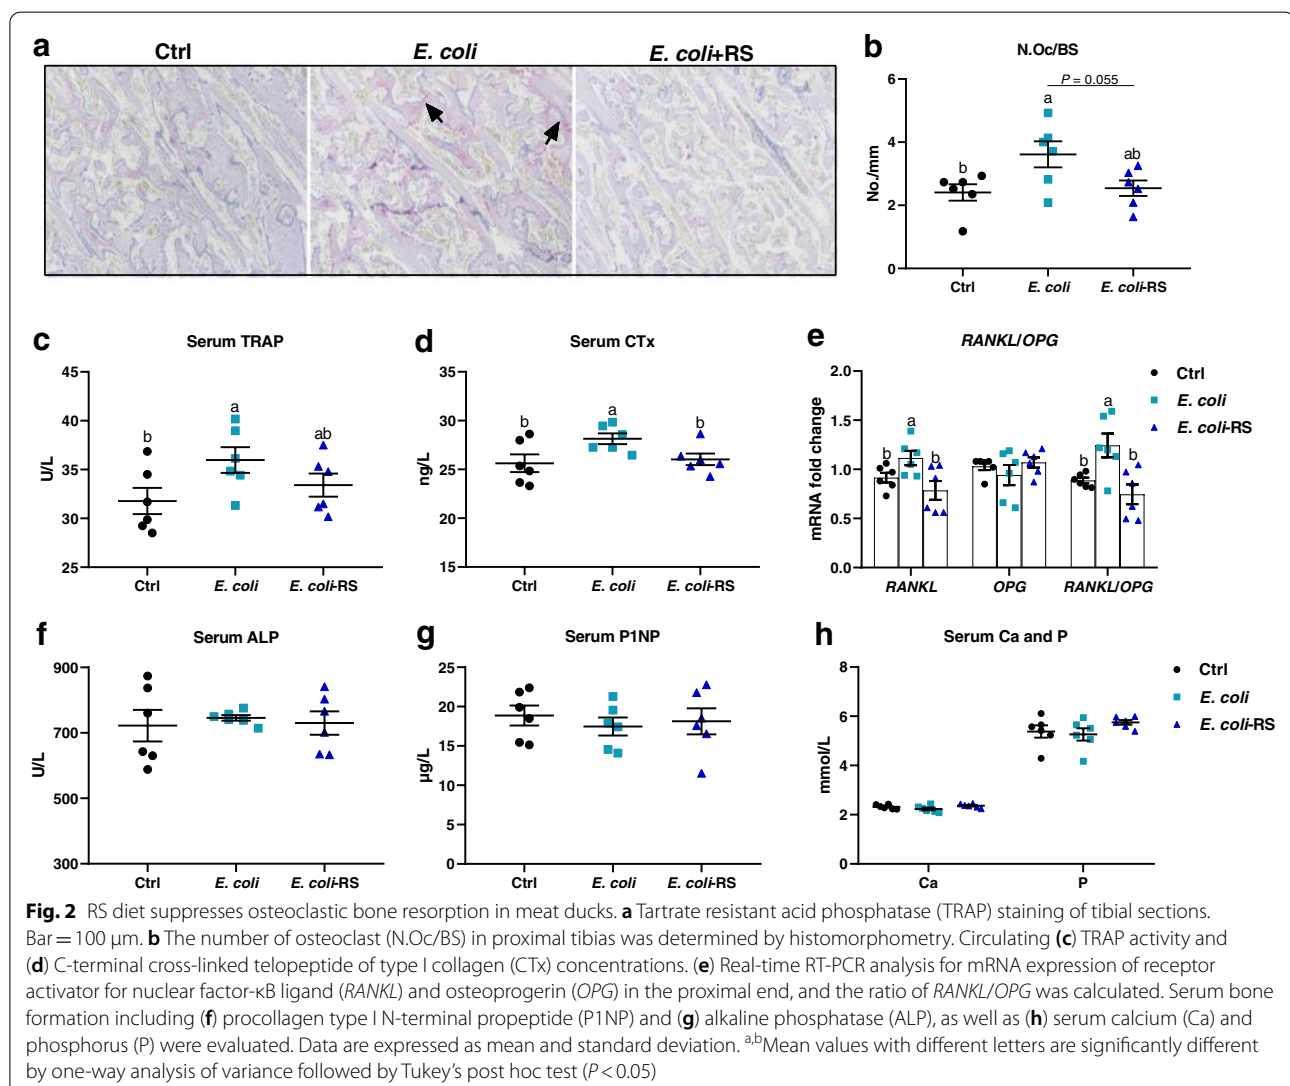 a
Ctrl
E. coli
E. coli+RS
b
N.Oc/BS
P = 0.055
No./mm
6
4
2
0
b
a
ab
Ctrl
E. coli
E. coli-RS
c
Serum TRAP
U/L
45
40
35
30
25
b
a
ab
Ctrl
E. coli
E. coli-RS
d
Serum CTx
ng/L
35
30
25
20
15
b
a
b
Ctrl
E. coli
E. coli-RS
e
RANKL/OPG
mRNA fold change
2.0
1.5
1.0
0.5
0.0
b
a
b
b
a
b
RANKL
OPG
RANKL/OPG
Ctrl
E. coli
E. coli-RS
f
Serum ALP
U/L
900
700
500
300
Ctrl
E. coli
E. coli-RS
g
Serum P1NP
µg/L
25
20
15
10
5
0
Ctrl
E. coli
E. coli-RS
h
Serum Ca and P
mmol/L
8
6
4
2
0
Ca
P
Ctrl
E. coli
E. coli-RS
Fig. 2 RS diet suppresses osteoclastic bone resorption in meat ducks. a Tartrate resistant acid phosphatase (TRAP) staining of tibial sections.
Bar = 100 µm. b The number of osteoclast (N.Oc/BS) in proximal tibias was determined by histomorphometry. Circulating (c) TRAP activity and
(d) C-terminal cross-linked telopeptide of type I collagen (CTx) concentrations. (e) Real-time RT-PCR analysis for mRNA expression of receptor
activator for nuclear factor-κB ligand (RANKL) and osteoprogerin (OPG) in the proximal end, and the ratio of RANKL/OPG was calculated. Serum bone
formation including (f) procollagen type I N-terminal propeptide (P1NP) and (g) alkaline phosphatase (ALP), as well as (h) serum calcium (Ca) and
phosphorus (P) were evaluated. Data are expressed as mean and standard deviation. a,bMean values with different letters are significantly different
by one-way analysis of variance followed by Tukey's post hoc test (P < 0.05)